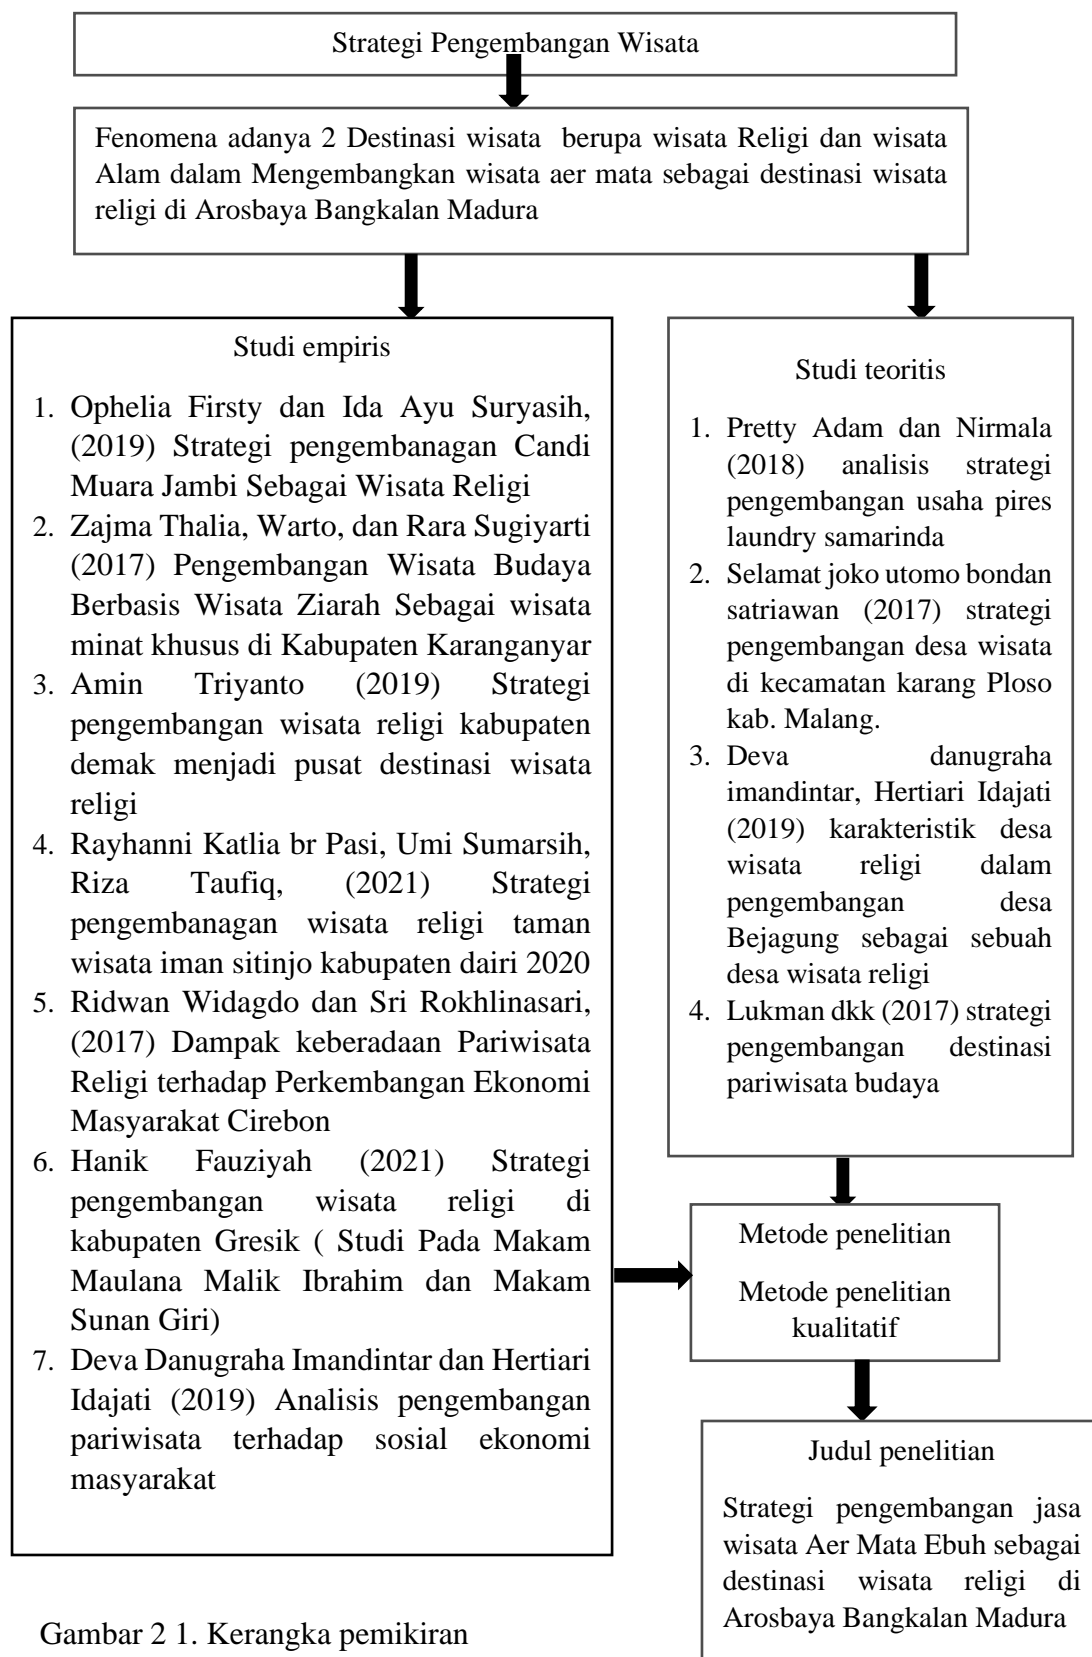 Strategi Pengembangan Wisata
Fenomena adanya 2 Destinasi wisata berupa wisata Religi dan wisata
Alam dalam Mengembangkan wisata aer mata sebagai destinasi wisata
religi di Arosbaya Bangkalan Madura
Studi empiris
1. Ophelia Firsty dan Ida Ayu Suryasih,
(2019) Strategi pengembanagan Candi
Muara Jambi Sebagai Wisata Religi
2. Zajma Thalia, Warto, dan Rara Sugiyarti
(2017) Pengembangan Wisata Budaya
Berbasis Wisata Ziarah Sebagai wisata
minat khusus di Kabupaten Karanganyar
3. Amin Triyanto (2019) Strategi
pengembangan wisata religi kabupaten
demak menjadi pusat destinasi wisata
religi
4. Rayhanni Katlia br Pasi, Umi Sumarsih,
Riza Taufiq, (2021) Strategi
pengembanagan wisata religi taman
wisata iman sitinjo kabupaten dairi 2020
5. Ridwan Widagdo dan Sri Rokhlinasari,
(2017) Dampak keberadaan Pariwisata
Religi terhadap Perkembangan Ekonomi
Masyarakat Cirebon
6. Hanik Fauziyah (2021) Strategi
pengembangan wisata religi di
kabupaten Gresik ( Studi Pada Makam
Maulana Malik Ibrahim dan Makam
Sunan Giri)
7. Deva Danugraha Imandintar dan Hertiari
Idajati (2019) Analisis pengembangan
pariwisata terhadap sosial ekonomi
masyarakat
Studi teoritis
1. Pretty Adam dan Nirmala
(2018) analisis strategi
pengembangan usaha pires
laundry samarinda
2. Selamat joko utomo bondan
satriawan (2017) strategi
pengembangan desa wisata
di kecamatan karang Ploso
kab. Malang.
3. Deva danugraha
imandintar, Hertiari Idajati
(2019) karakteristik desa
wisata religi dalam
pengembangan desa
Bejagung sebagai sebuah
desa wisata religi
4. Lukman dkk (2017) strategi
pengembangan destinasi
pariwisata budaya
Metode penelitian
Metode penelitian
kualitatif
Judul penelitian
Strategi pengembangan jasa
wisata Aer Mata Ebuh sebagai
destinasi wisata religi di
Arosbaya Bangkalan Madura
Gambar 2 1. Kerangka pemikiran